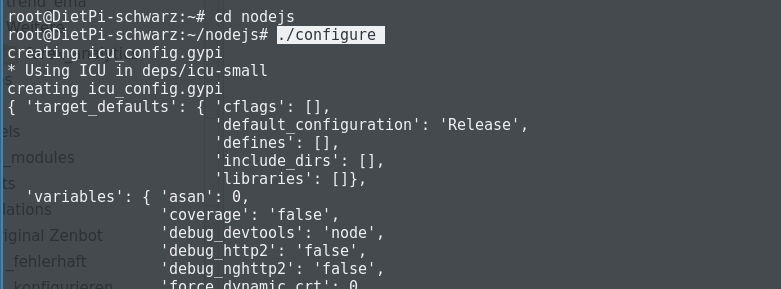 root@DietPi-schwarz:~# cd nodejs
root@DietPi-schwarz:~/nodejs# ./configure
creating icu_config.gypi
* Using ICU in deps/icu-small
creating icu_config.gypi
{ 'target_defaults': { 'cflags': [],
'default_configuration': 'Release',
'defines': [],
'include_dirs': [],
'libraries': []},
'variables': { 'asan': 0,
'coverage': 'false',
'debug_devtools': 'node',
'debug_http2': 'false',
'debug_nghttp2': 'false',
'force_dynamic_crt': 0,
trend_ema
Weitere
els
_modules
ts
lations
iginal Zenbot
_fehlerhaft
konfigurieren